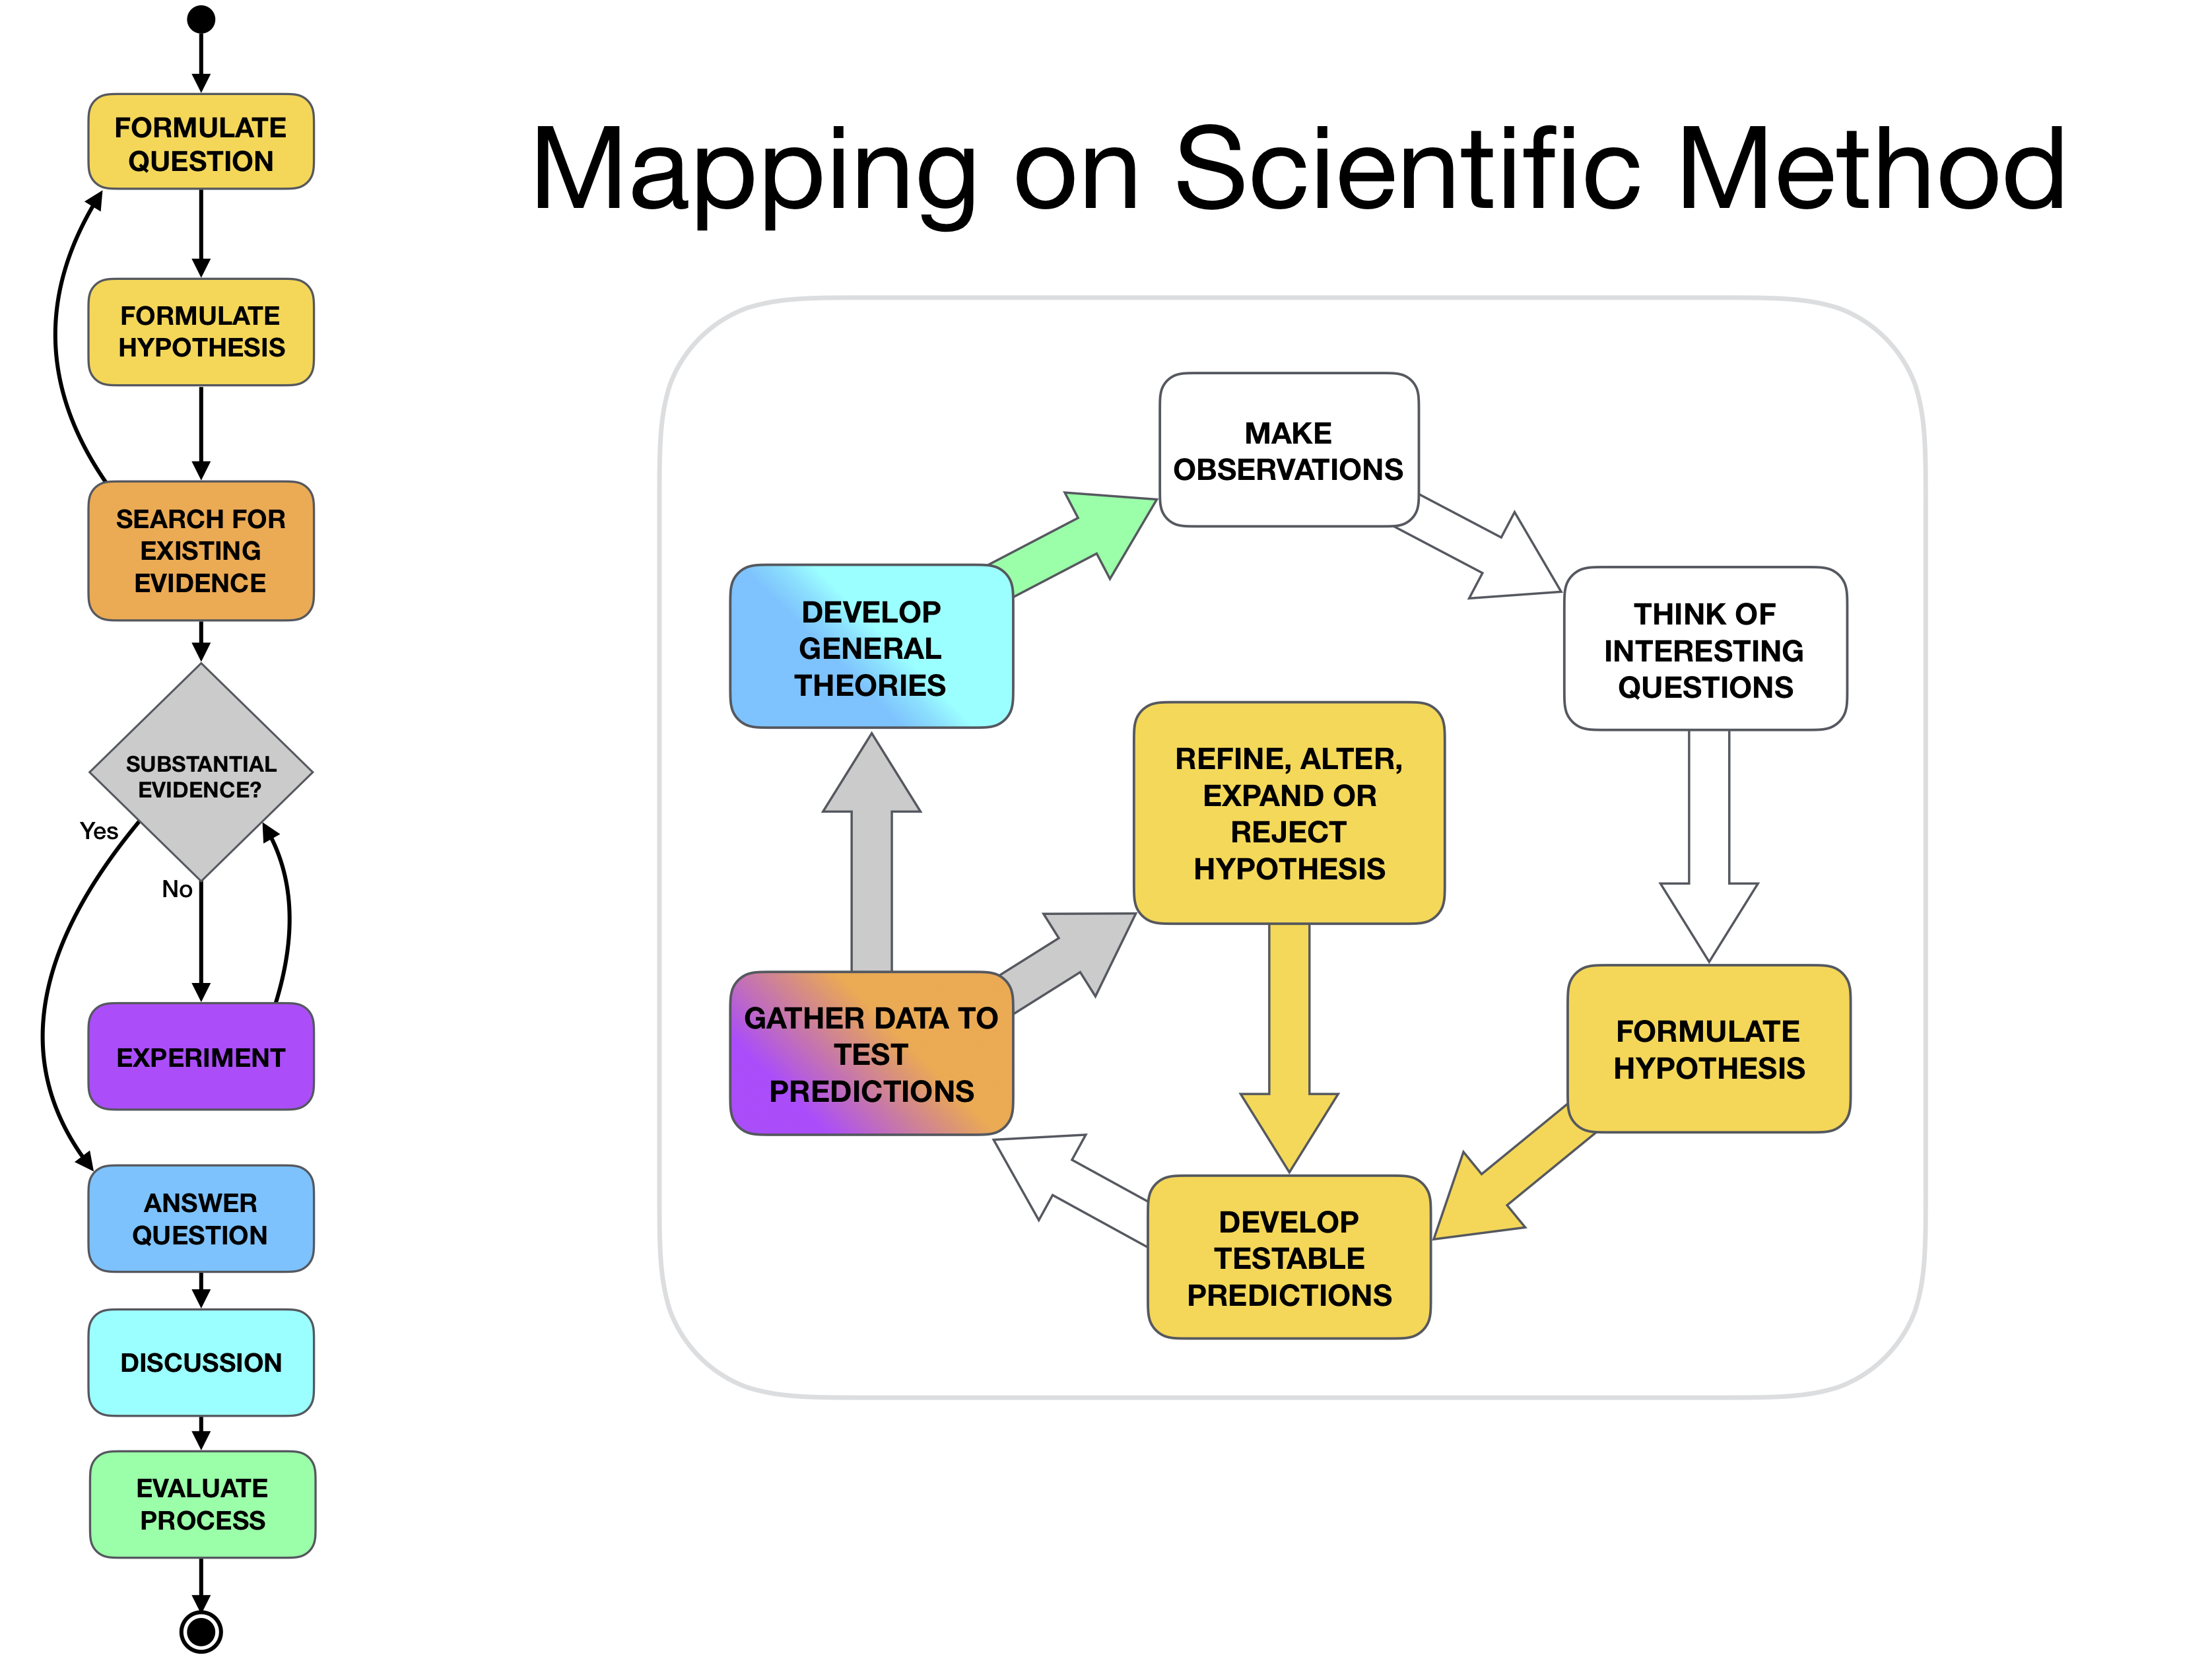 Mapping on Scientific Method
FORMULATE
QUESTION
FORMULATE
HYPOTHESIS
SEARCH FOR
EXISTING
EVIDENCE
SUBSTANTIAL
EVIDENCE?
Yes
No
EXPERIMENT
ANSWER
QUESTION
DISCUSSION
EVALUATE
PROCESS
MAKE
OBSERVATIONS
THINK OF
INTERESTING
QUESTIONS
FORMULATE
HYPOTHESIS
DEVELOP
TESTABLE
PREDICTIONS
GATHER DATA TO
TEST
PREDICTIONS
REFINE, ALTER,
EXPAND OR
REJECT
HYPOTHESIS
DEVELOP
GENERAL
THEORIES